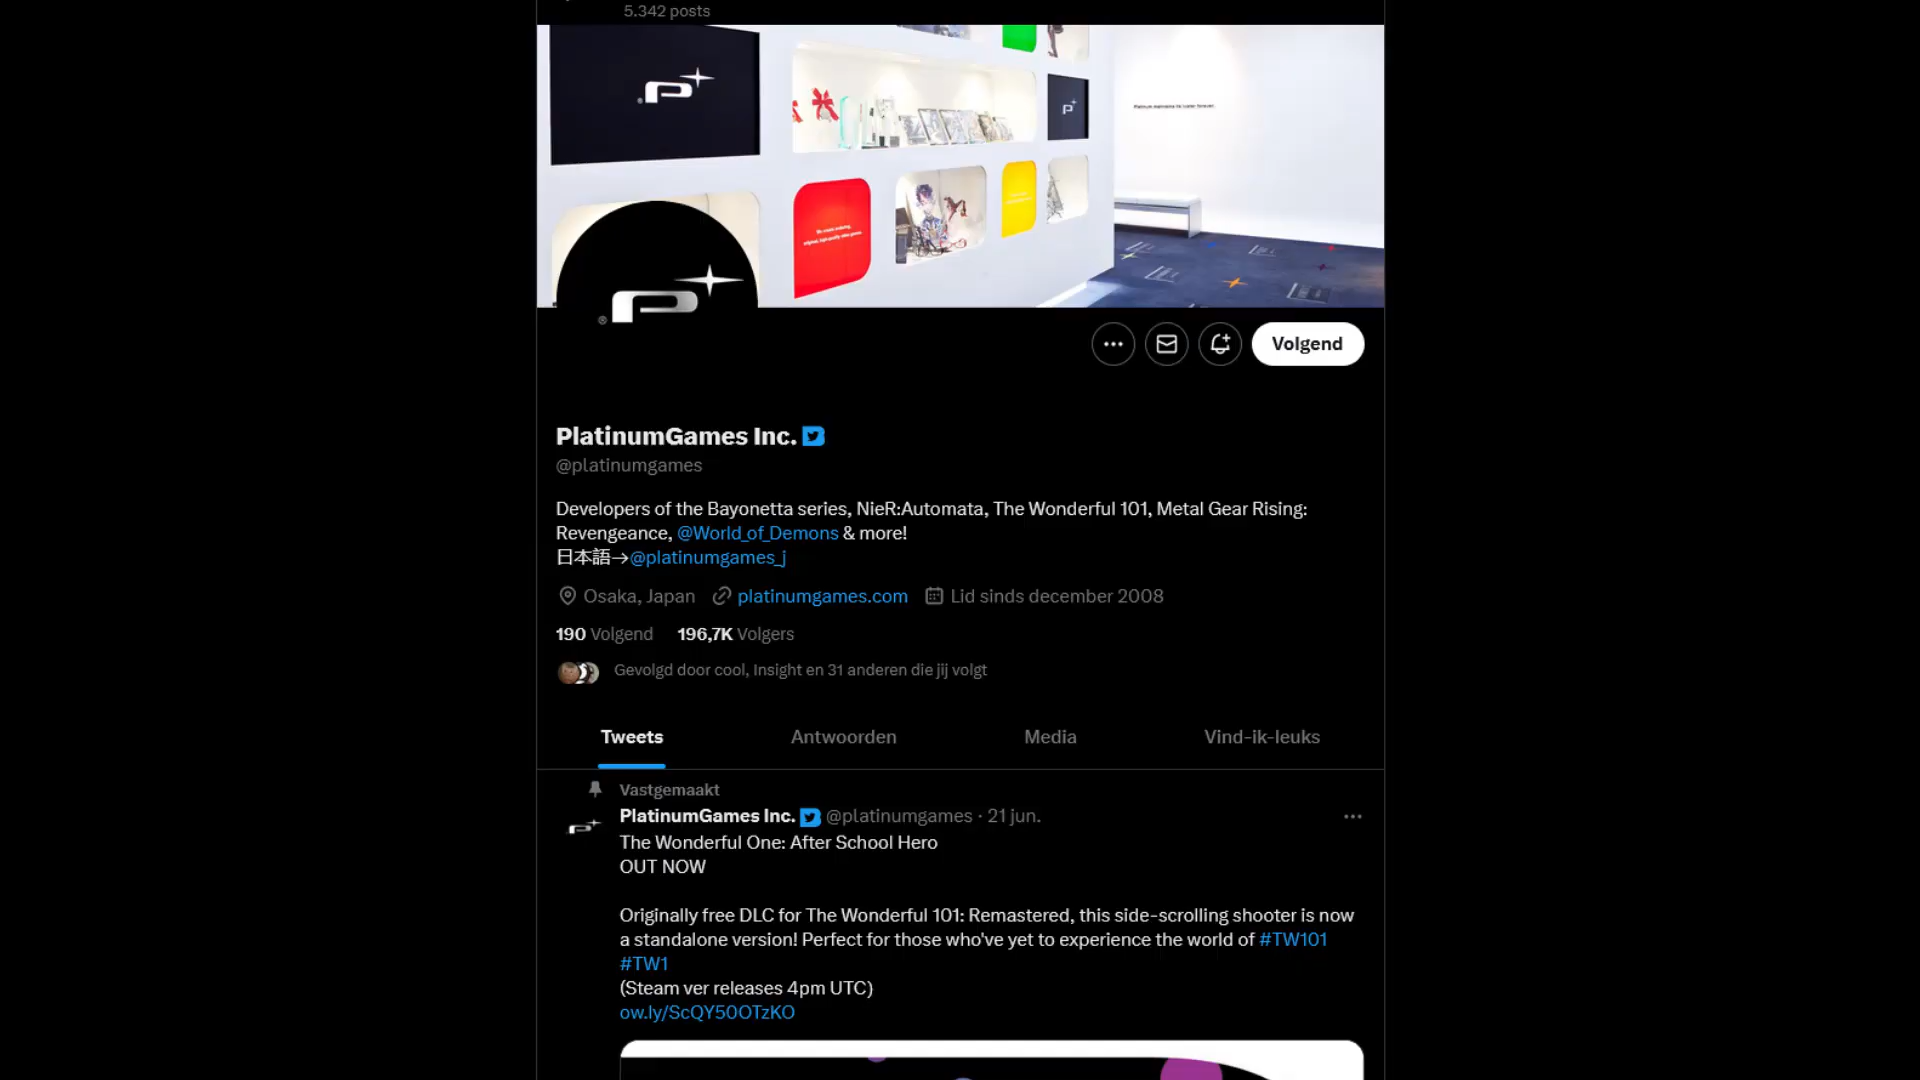 5.342 posts
Platinum maintains its luster forever.
Volgend
PlatinumGames Inc.
@platinumgames
Developers of the Bayonetta series, NieR:Automata, The Wonderful 101, Metal Gear Rising:
Revengeance, @World_of_Demons & more!
日本語→@platinumgames_j
Osaka, Japan platinumgames.com Lid sinds december 2008
190 Volgend 196,7K Volgers
Gevolgd door cool, Insight en 31 anderen die jij volgt
Tweets Antwoorden Media Vind-ik-leuks
Vastgemaakt
PlatinumGames Inc. @platinumgames · 21 jun.
The Wonderful One: After School Hero
OUT NOW
Originally free DLC for The Wonderful 101: Remastered, this side-scrolling shooter is now
a standalone version! Perfect for those who've yet to experience the world of #TW101
#TW1
(Steam ver releases 4pm UTC)
ow.ly/ScQY50OTzKO